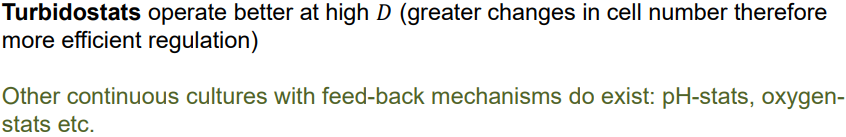 Turbidostats operate better at high D (greater changes in cell number therefore
more efficient regulation)
Other continuous cultures with feed-back mechanisms do exist: pH-stats, oxygen-
stats etc.